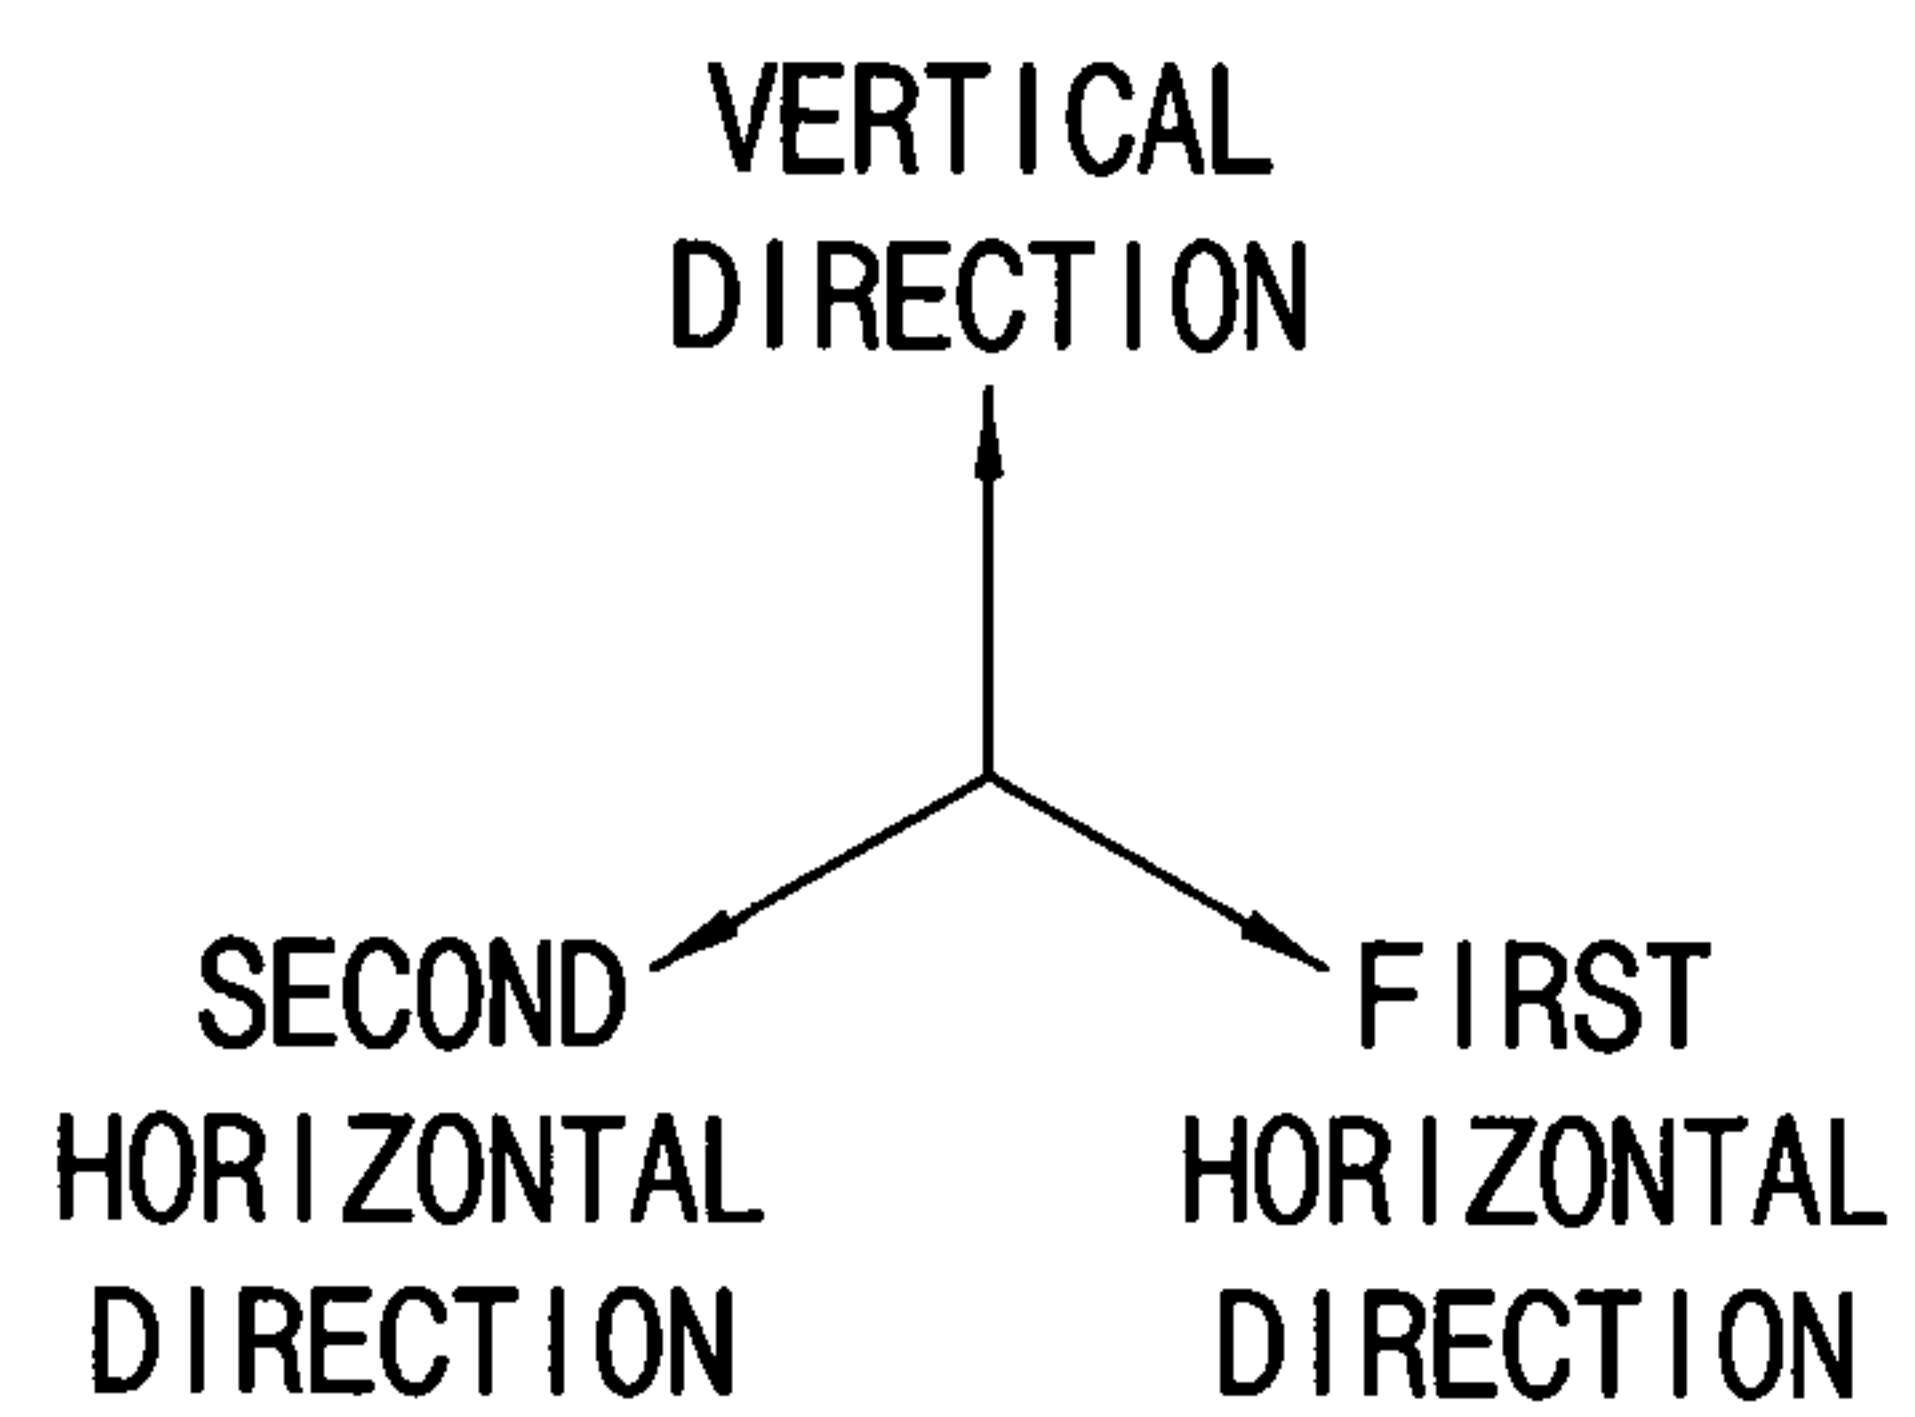 VERTICAL
DIRECTION
SECOND
HORIZONTAL
DIRECTION
FIRST
HORIZONTAL
DIRECTION